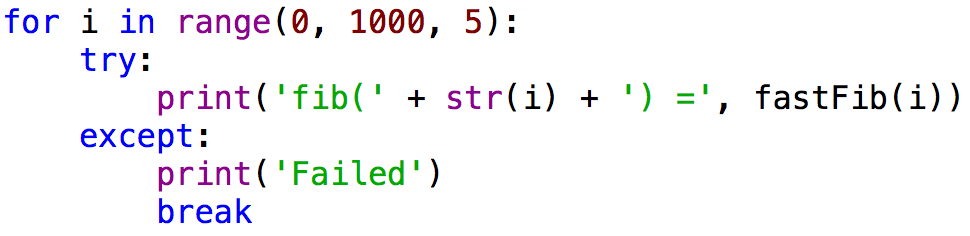 for i in range(0, 1000, 5):
    try:
        print('fib(' + str(i) + ') =', fastFib(i))
    except:
        print('Failed')
        break